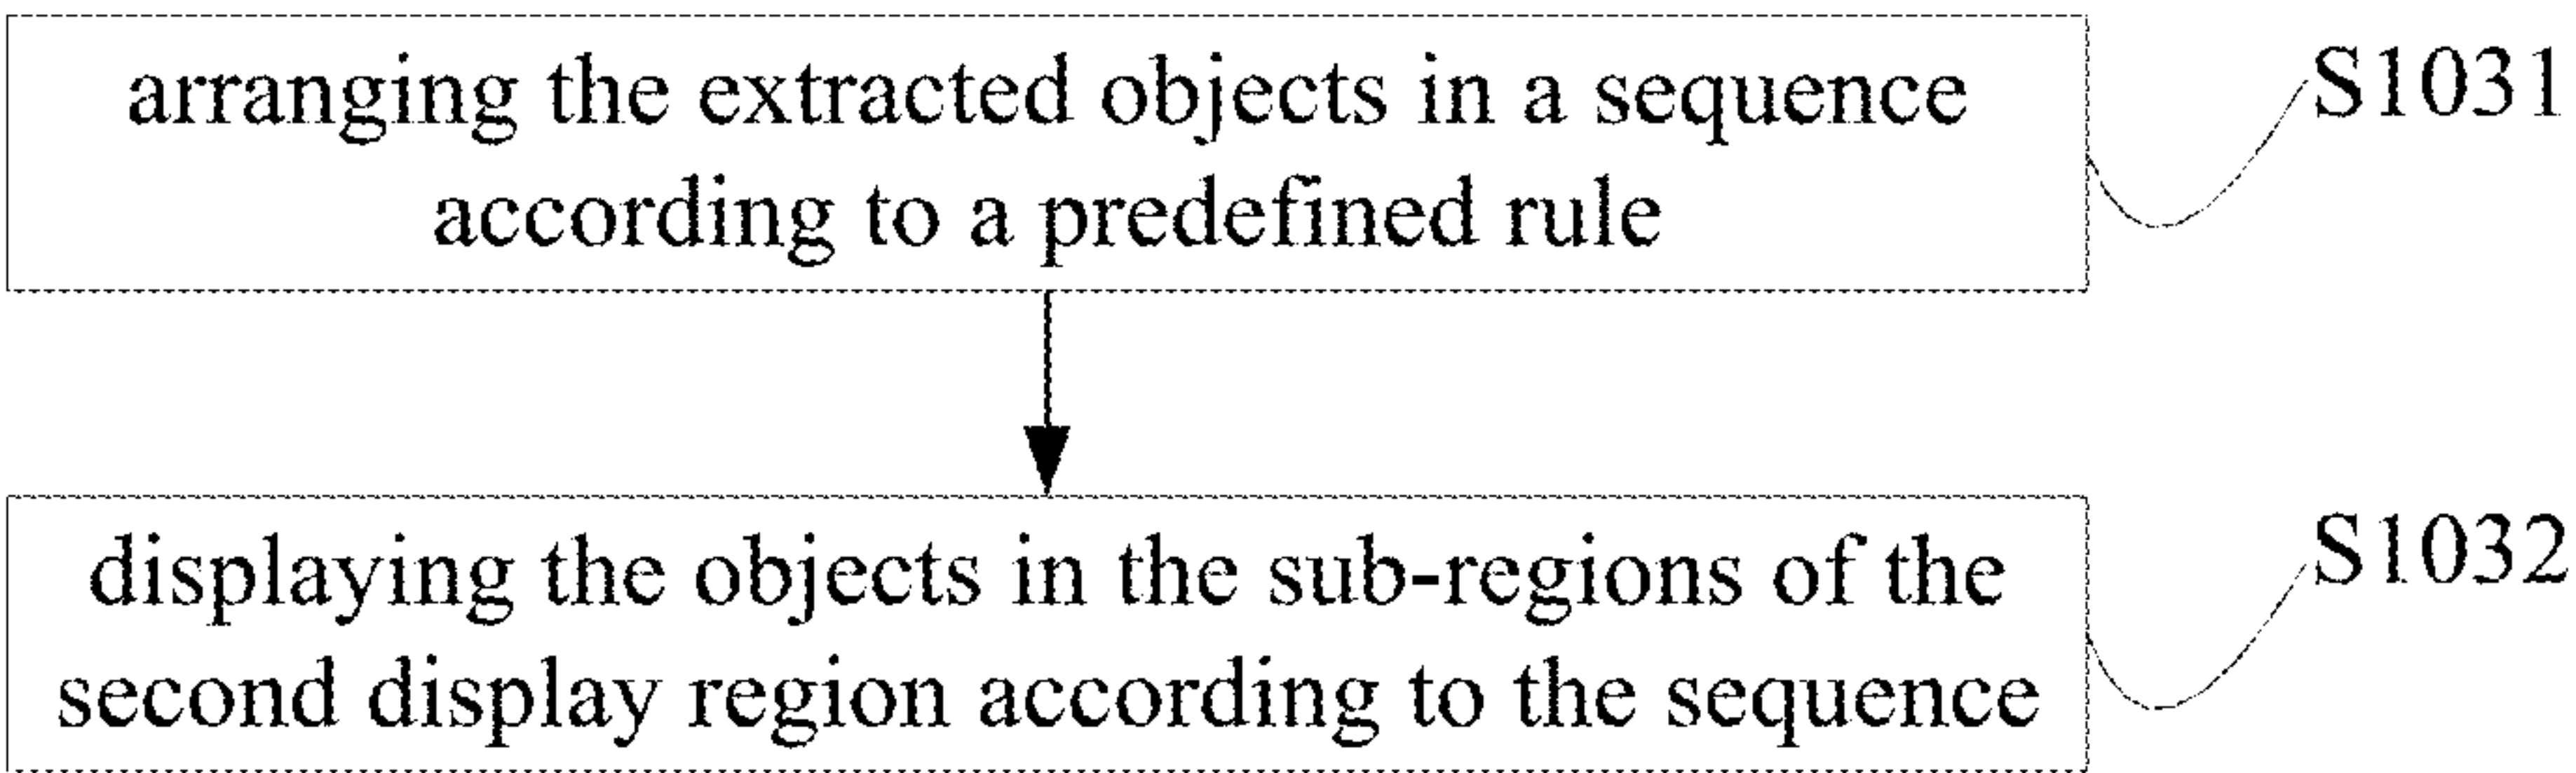 arranging the extracted objects in a sequence
according to a predefined rule
S1031
displaying the objects in the sub-regions of the
second display region according to the sequence
S1032